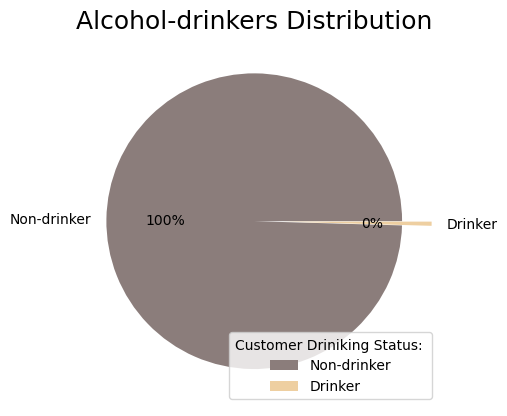 Alcohol-drinkers Distribution
Non-drinker
100%
0%
Drinker
Customer Driniking Status:
Non-drinker
Drinker